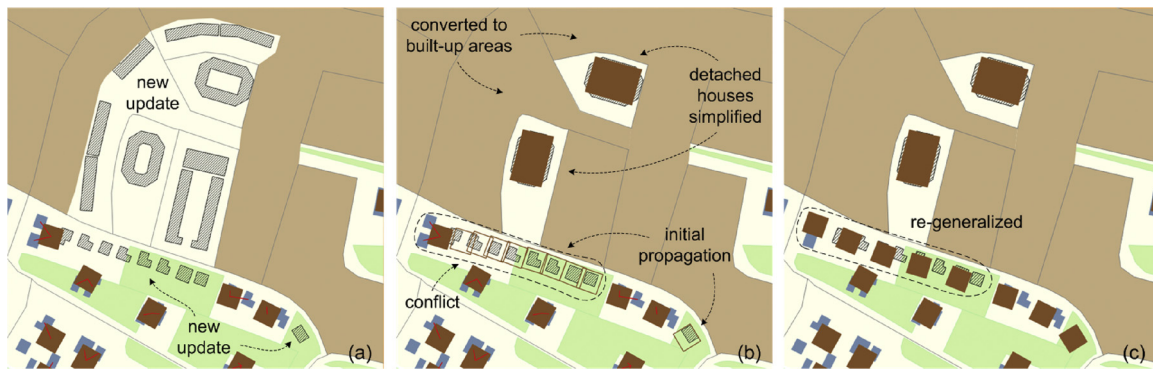 new
update
new
update
(a)
converted to
built-up areas
detached
houses
simplified
initial
propagation
conflict
(b)
re-generalized
(c)